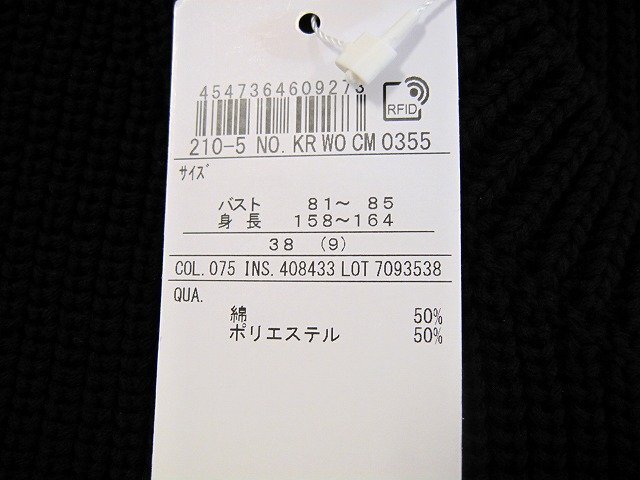 4547364609273
RFID
210-5 NO. KR WO CM 0355
サイズ
バスト 81～ 85
身長 158～164
38 (9)
COL. 075 INS. 408433 LOT 7093538
QUA.
綿 50%
ポリエステル 50%